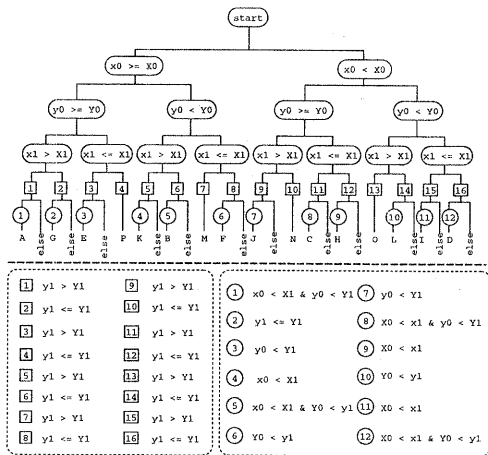 start
x0 >= X0
x0 < X0
y0 >= Y0
y0 < Y0
y0 >= Y0
y0 < Y0
x1 > X1
x1 <= X1
x1 > X1
x1 <= X1
x1 > X1
x1 <= X1
x1 > X1
x1 <= X1
1 2 3 4 5 6 7 8 9 10 11 12 13 14 15 16
1 2 3 4 5 6 7 8 9 10 11 12
A else G else E else P K else B else M F else J else N C else H else O L else I else D else
1 y1 > Y1
2 y1 <= Y1
3 y1 > Y1
4 y1 <= Y1
5 y1 > Y1
6 y1 <= Y1
7 y1 > Y1
8 y1 <= Y1
9 y1 > Y1
10 y1 <= Y1
11 y1 > Y1
12 y1 <= Y1
13 y1 > Y1
14 y1 <= Y1
15 y1 > Y1
16 y1 <= Y1
1 x0 < X1 & y0 < Y1
2 y1 <= Y1
3 y0 < Y1
4 x0 < X1
5 x0 < X1 & Y0 < y1
6 Y0 < y1
7 y0 < Y1
8 X0 < x1 & y0 < Y1
9 X0 < x1
10 Y0 < y1
11 X0 < x1
12 X0 < x1 & Y0 < y1